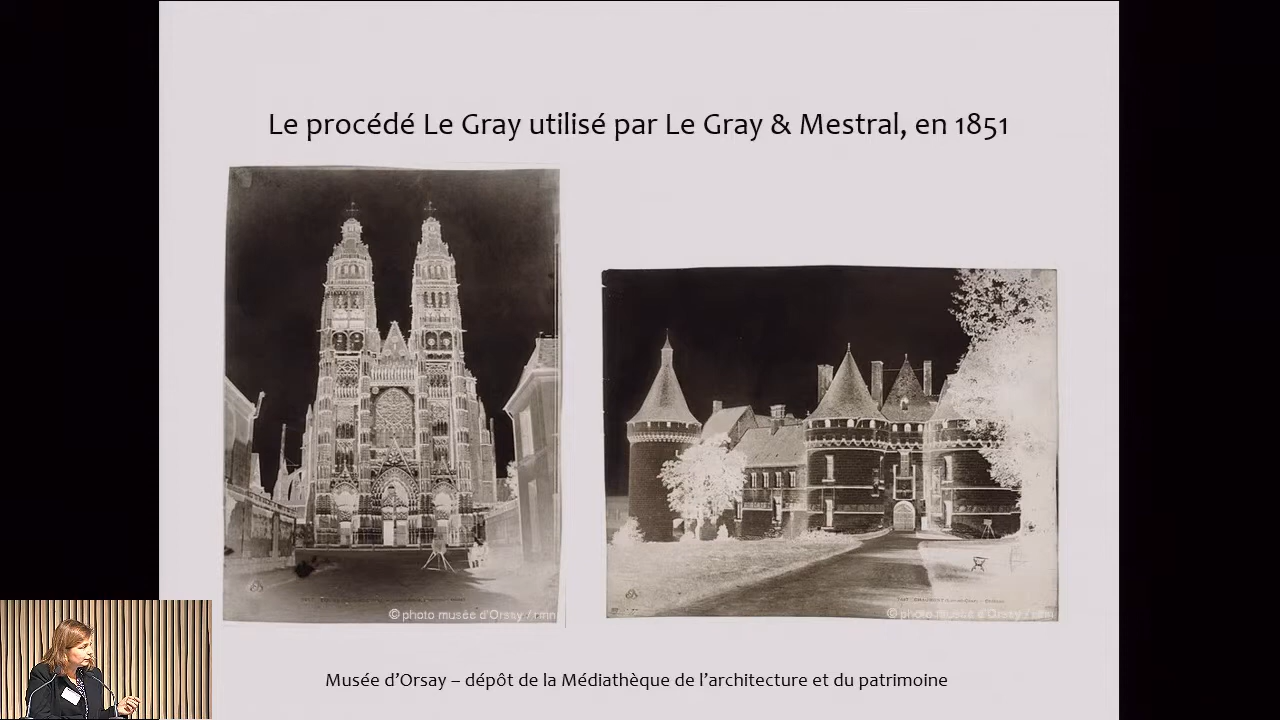 Le procédé Le Gray utilisé par Le Gray & Mestral, en 1851
© photo musée d'Orsay / rmn
© photo musée d'Orsay / rmn
Musée d’Orsay – dépôt de la Médiathèque de l’architecture et du patrimoine